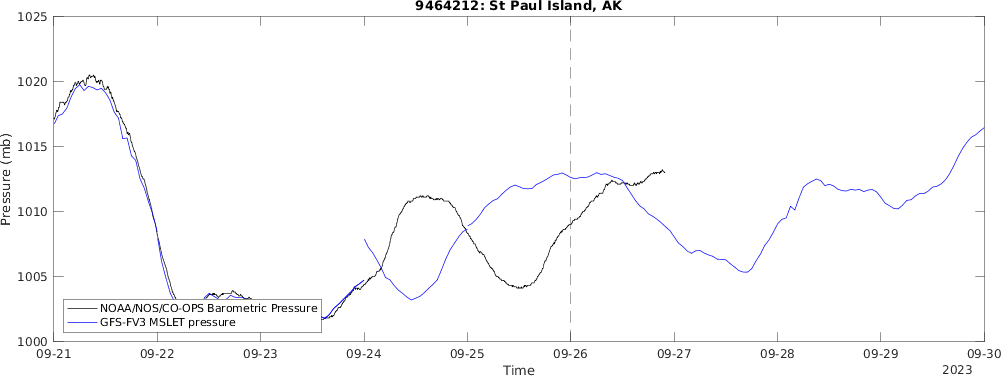 9464212: St Paul Island, AK
Pressure (mb)
1025
1020
1015
1010
1005
1000
NOAA/NOS/CO-OPS Barometric Pressure
GFS-FV3 MSLET pressure
09-21 09-22 09-23 09-24 09-25 09-26 09-27 09-28 09-29 09-30
Time
2023